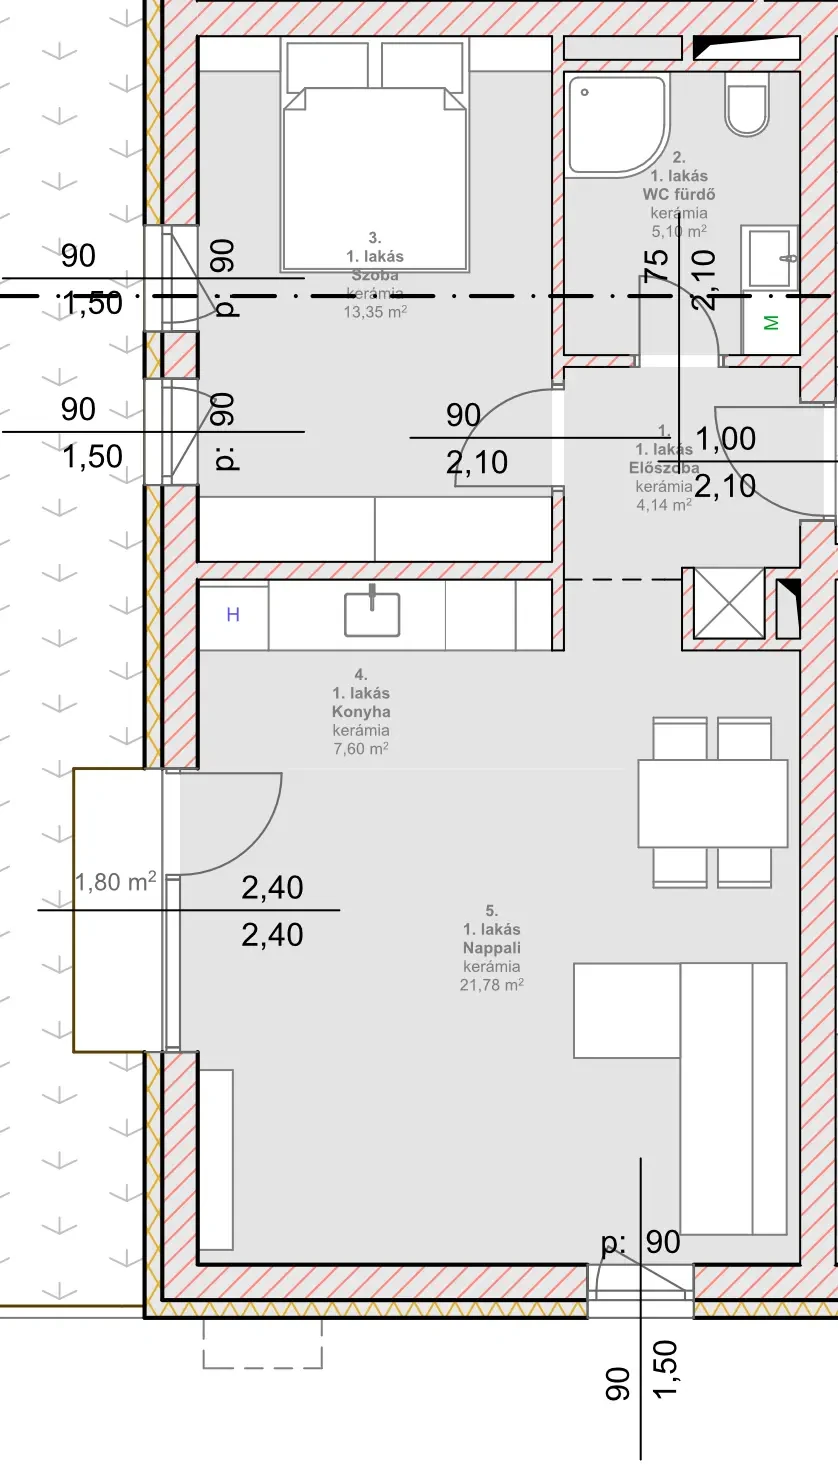 2.
1. lakás
WC fürdő
kerámia
5,10 m²
3.
1. lakás
Szoba
kerámia
13,35 m²
90
1,50
p: 90
75
2,10
M
90
1,50
p: 90
90
2,10
1.
1. lakás
Előszoba
kerámia
4,14 m²
1,00
2,10
H
4.
1. lakás
Konyha
kerámia
7,60 m²
1,80 m²
2,40
2,40
5.
1. lakás
Nappali
kerámia
21,78 m²
p: 90
90
1,50